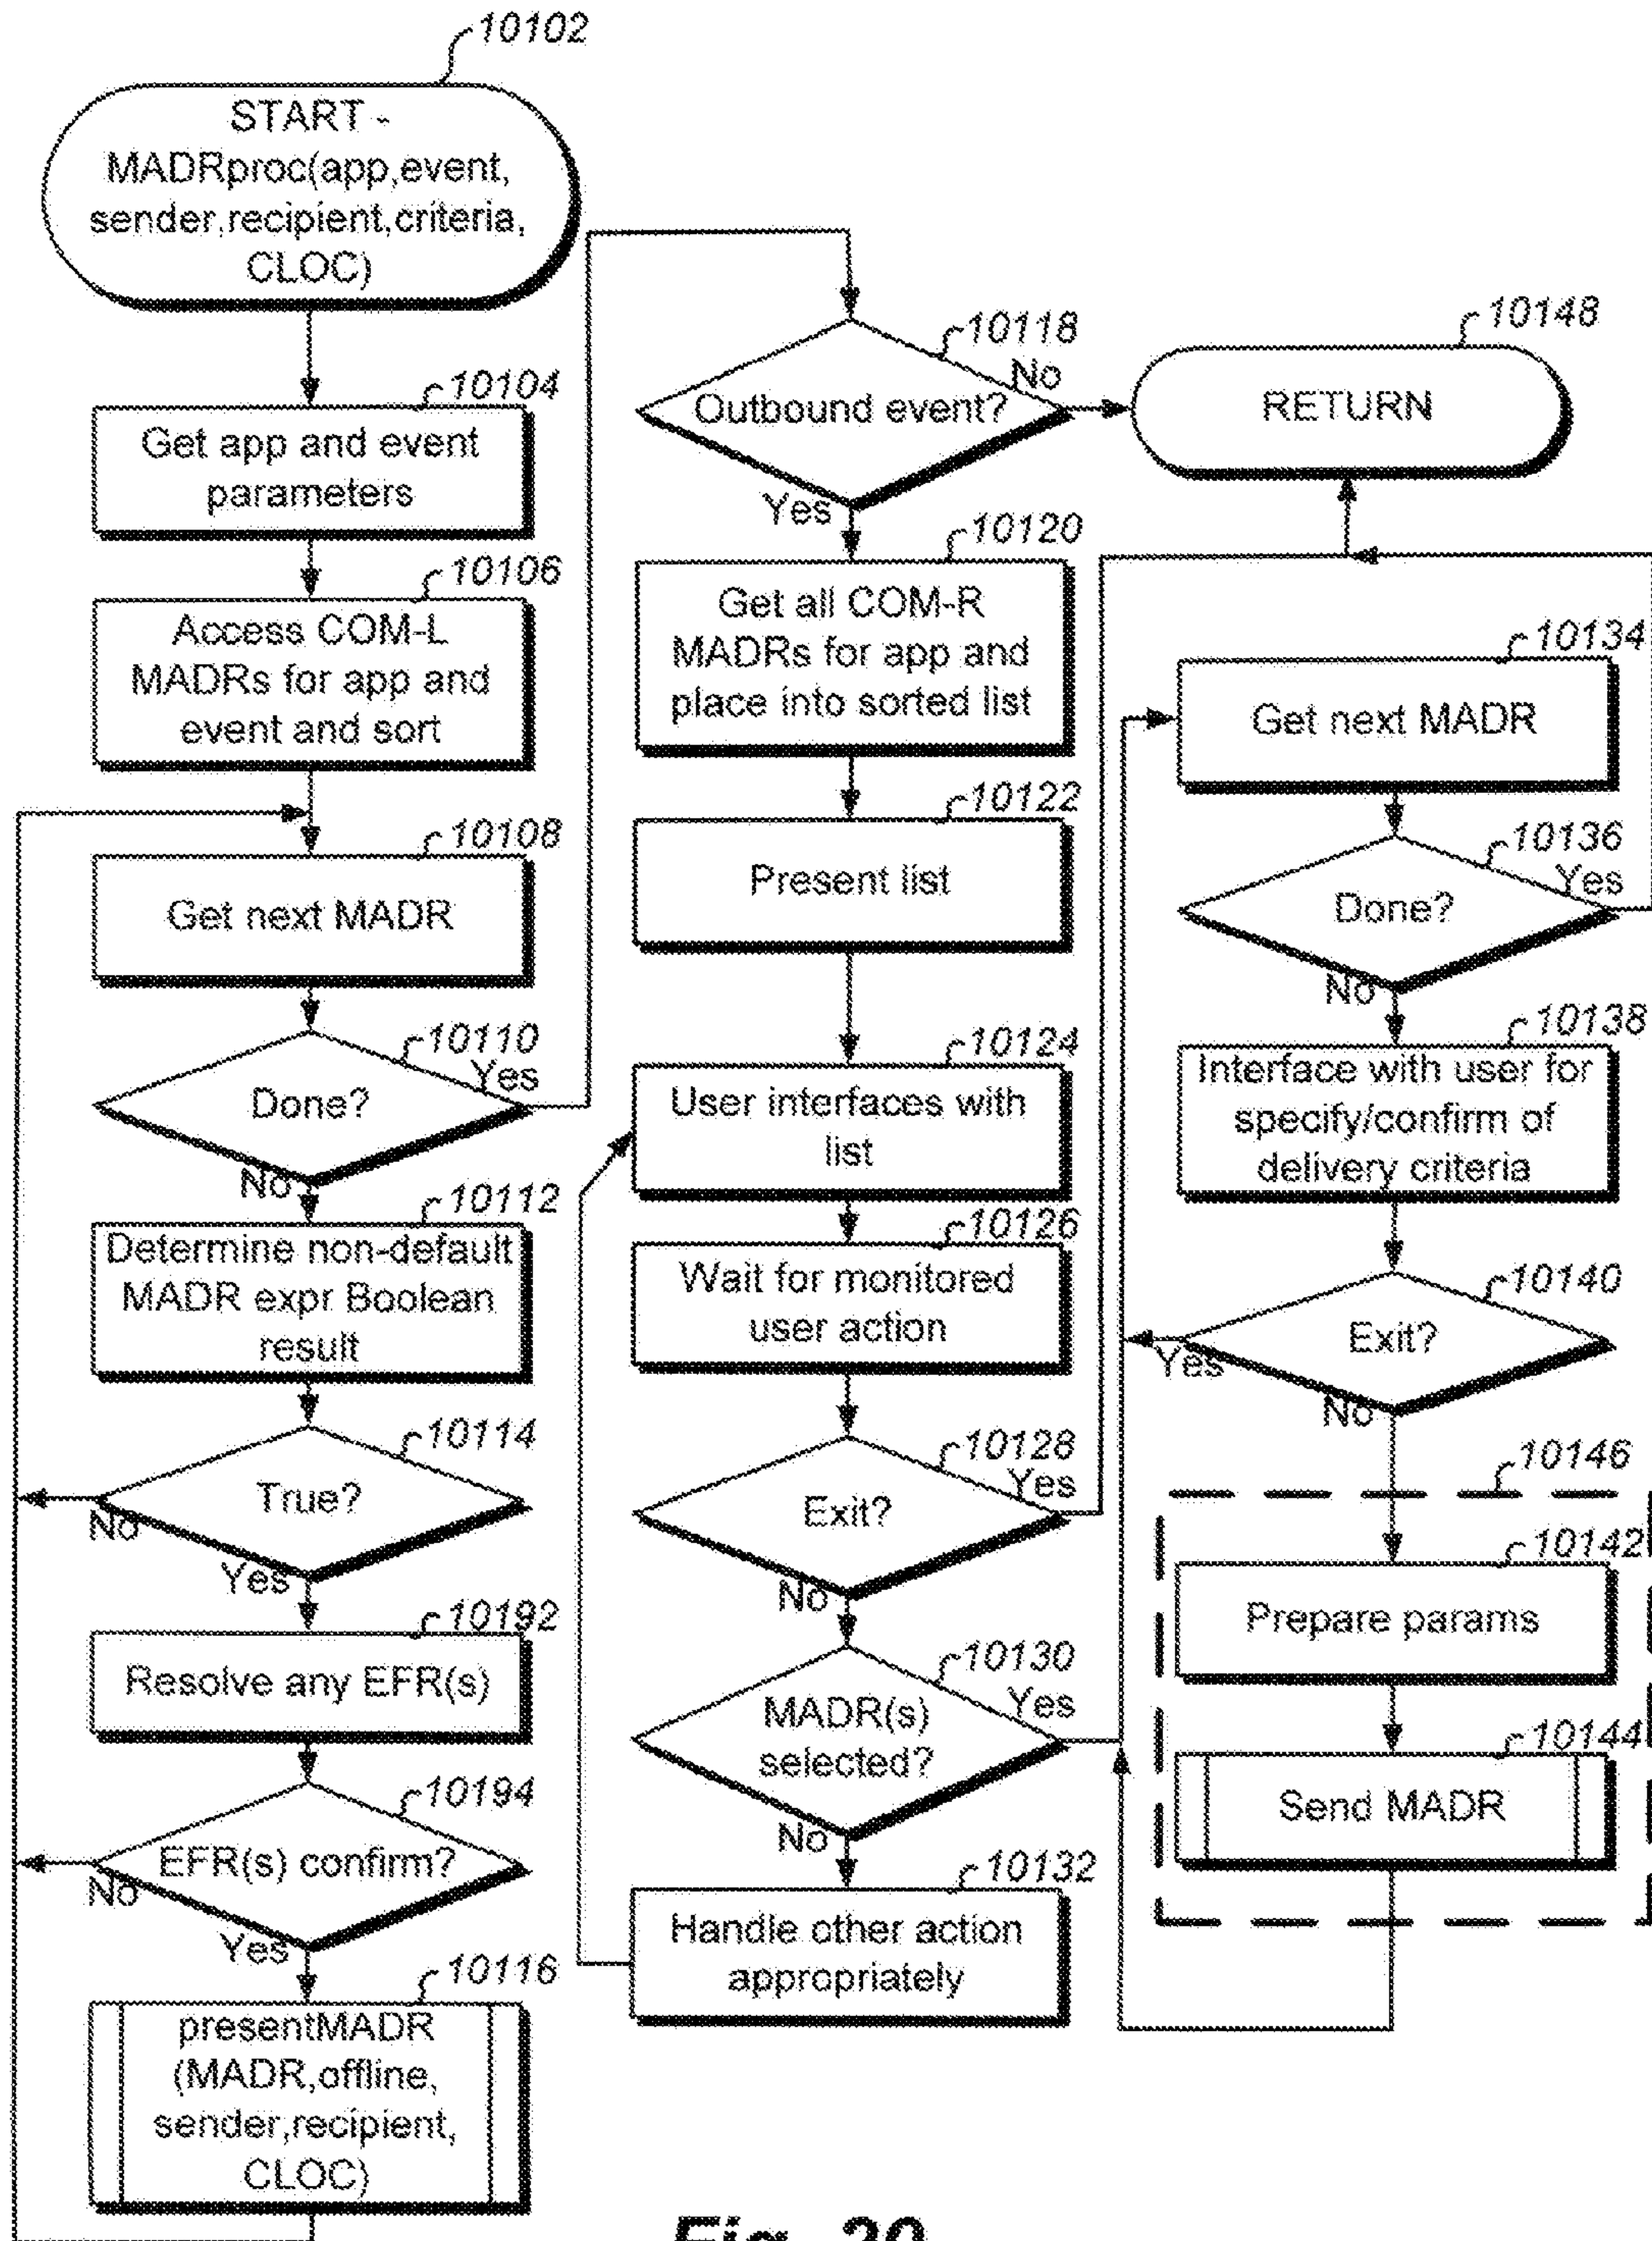 10102
START -
MADRproc(app,event,
sender,recipient,criteria,
CLOC)
10104
Get app and event
parameters
10106
Access COM-L
MADRs for app and
event and sort
10108
Get next MADR
10110
Done?
Yes
No
10112
Determine non-default
MADR expr Boolean
result
10114
True?
No
Yes
10192
Resolve any EFR(s)
10194
EFR(s) confirm?
No
Yes
10116
presentMADR
(MADR,offline,
sender,recipient,
CLOC)
10118
Outbound event?
No
Yes
10120
Get all COM-R
MADRs for app and
place into sorted list
10122
Present list
10124
User interfaces with
list
10126
Wait for monitored
user action
10128
Exit?
Yes
No
10130
MADR(s)
selected?
Yes
No
10132
Handle other action
appropriately
10148
RETURN
10134
Get next MADR
10136
Done?
Yes
No
10138
Interface with user for
specify/confirm of
delivery criteria
10140
Exit?
Yes
No
10146
10142
Prepare params
10144
Send MADR